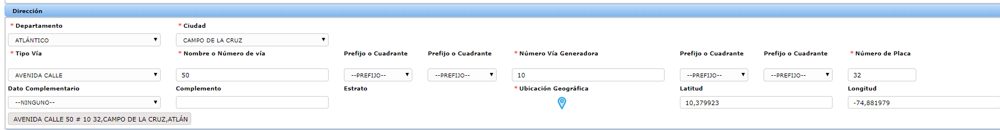 Dirección
* Departamento * Ciudad
ATLÁNTICO CAMPO DE LA CRUZ
* Tipo Vía * Nombre o Número de vía Prefijo o Cuadrante Prefijo o Cuadrante * Número Vía Generadora Prefijo o Cuadrante Prefijo o Cuadrante * Número de Placa
AVENIDA CALLE 50 --PREFIJO-- --PREFIJO-- 10 --PREFIJO-- --PREFIJO-- 32
Dato Complementario Complemento Estrato * Ubicación Geográfica Latitud Longitud
--NINGUNO-- 10,379923 -74,881979
AVENIDA CALLE 50 # 10 32,CAMPO DE LA CRUZ,ATLÁN